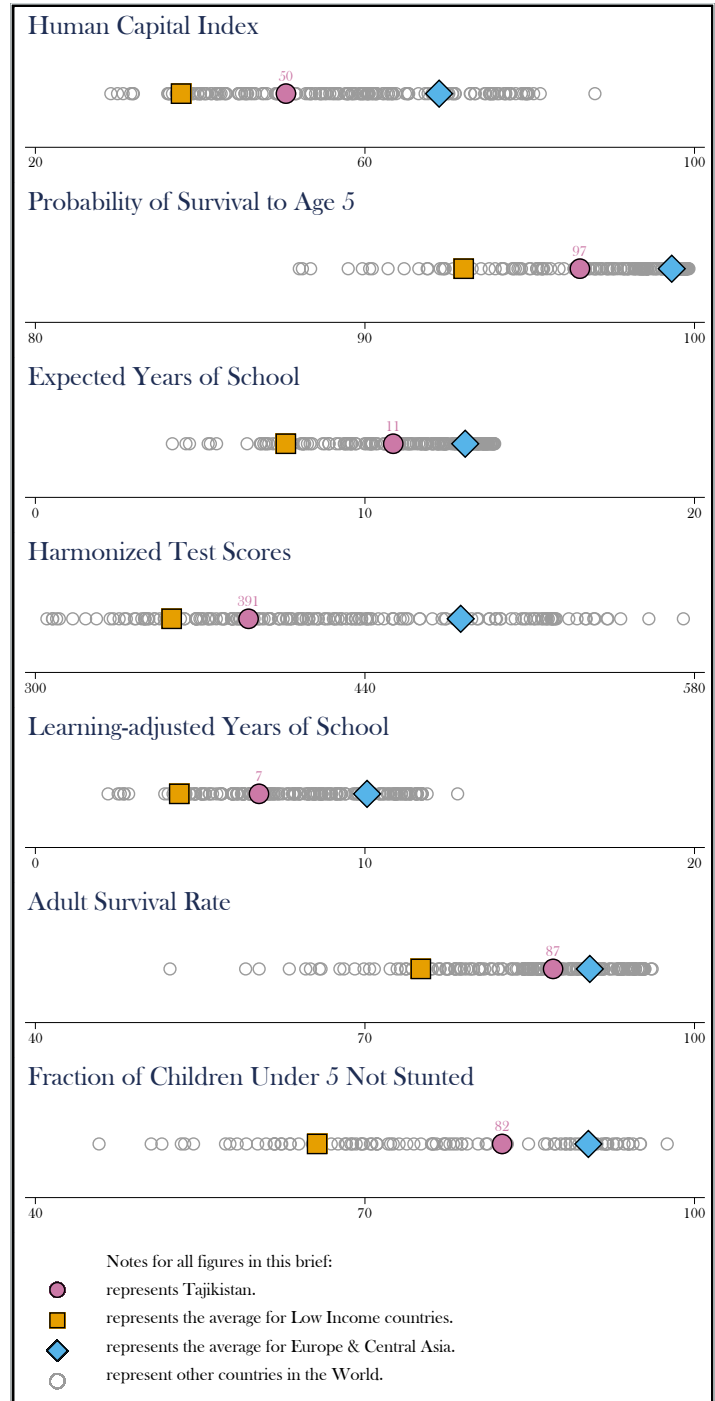 Human Capital Index
50
20 60 100
Probability of Survival to Age 5
97
80 90 100
Expected Years of School
11
0 10 20
Harmonized Test Scores
391
300 440 580
Learning-adjusted Years of School
7
0 10 20
Adult Survival Rate
87
40 70 100
Fraction of Children Under 5 Not Stunted
82
40 70 100
Notes for all figures in this brief:
represents Tajikistan.
represents the average for Low Income countries.
represents the average for Europe & Central Asia.
represent other countries in the World.